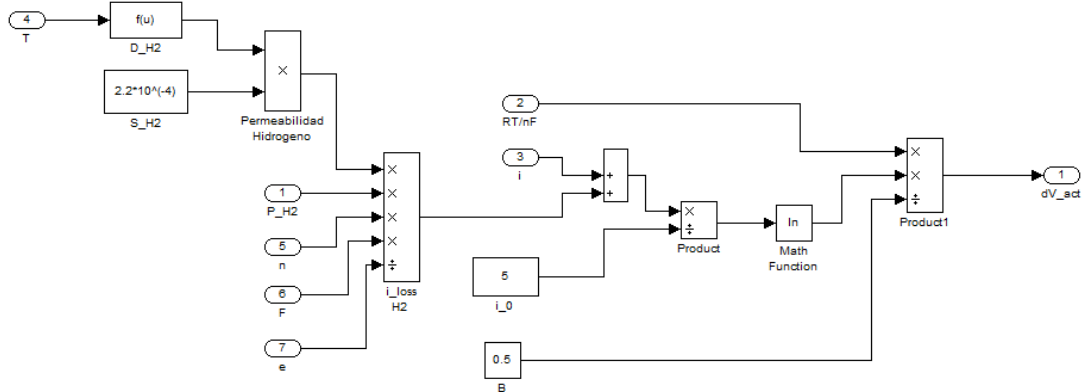 4
T
f(u)
D_H2
2.2*10^(-4)
S_H2
×
Permeabilidad
Hidrogeno
1
P_H2
5
n
6
F
7
e
×
×
×
×
÷
i_loss
H2
2
RT/nF
3
i
+
+
5
i_0
×
÷
Product
ln
Math
Function
0.5
B
×
×
÷
Product1
1
dV_act